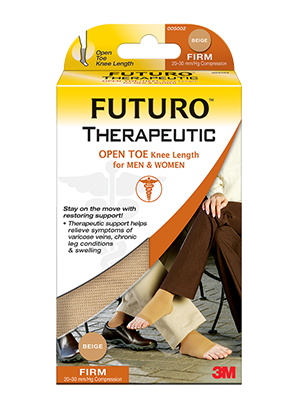 Open
Toe
Knee Length
005002
BEIGE
FIRM
20-30 mm/Hg Compression
FUTURO™
THERAPEUTIC
OPEN TOE Knee Length
for MEN & WOMEN
Stay on the move with
restoring support!
• Therapeutic support helps
relieve symptoms of
varicose veins, chronic
leg conditions
& swelling
BEIGE
FIRM
20-30 mm/Hg Compression
3M